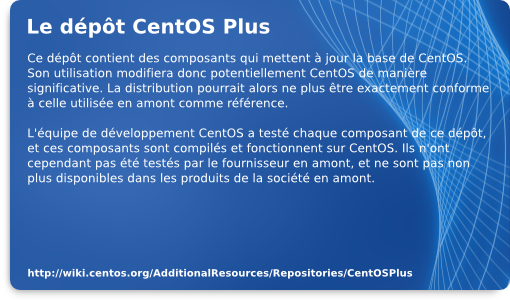 Le dépôt CentOS Plus
Ce dépôt contient des composants qui mettent à jour la base de CentOS.
Son utilisation modifiera donc potentiellement CentOS de manière
significative. La distribution pourrait alors ne plus être exactement conforme
à celle utilisée en amont comme référence.
L'équipe de développement CentOS a testé chaque composant de ce dépôt,
et ces composants sont compilés et fonctionnent sur CentOS. Ils n'ont
cependant pas été testés par le fournisseur en amont, et ne sont pas non
plus disponibles dans les produits de la société en amont.
http://wiki.centos.org/AdditionalResources/Repositories/CentOSPlus